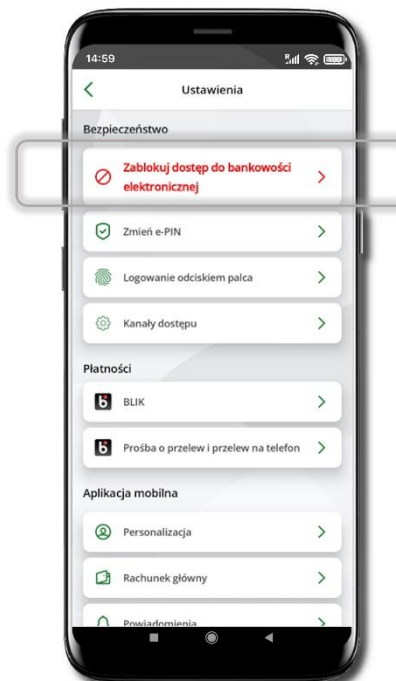 14:59
Ustawienia
Bezpieczeństwo
Zablokuj dostęp do bankowości
elektronicznej
Zmień e-PIN
Logowanie odciskiem palca
Kanały dostępu
Płatności
BLIK
Prośba o przelew i przelew na telefon
Aplikacja mobilna
Personalizacja
Rachunek główny
Powiadomienia